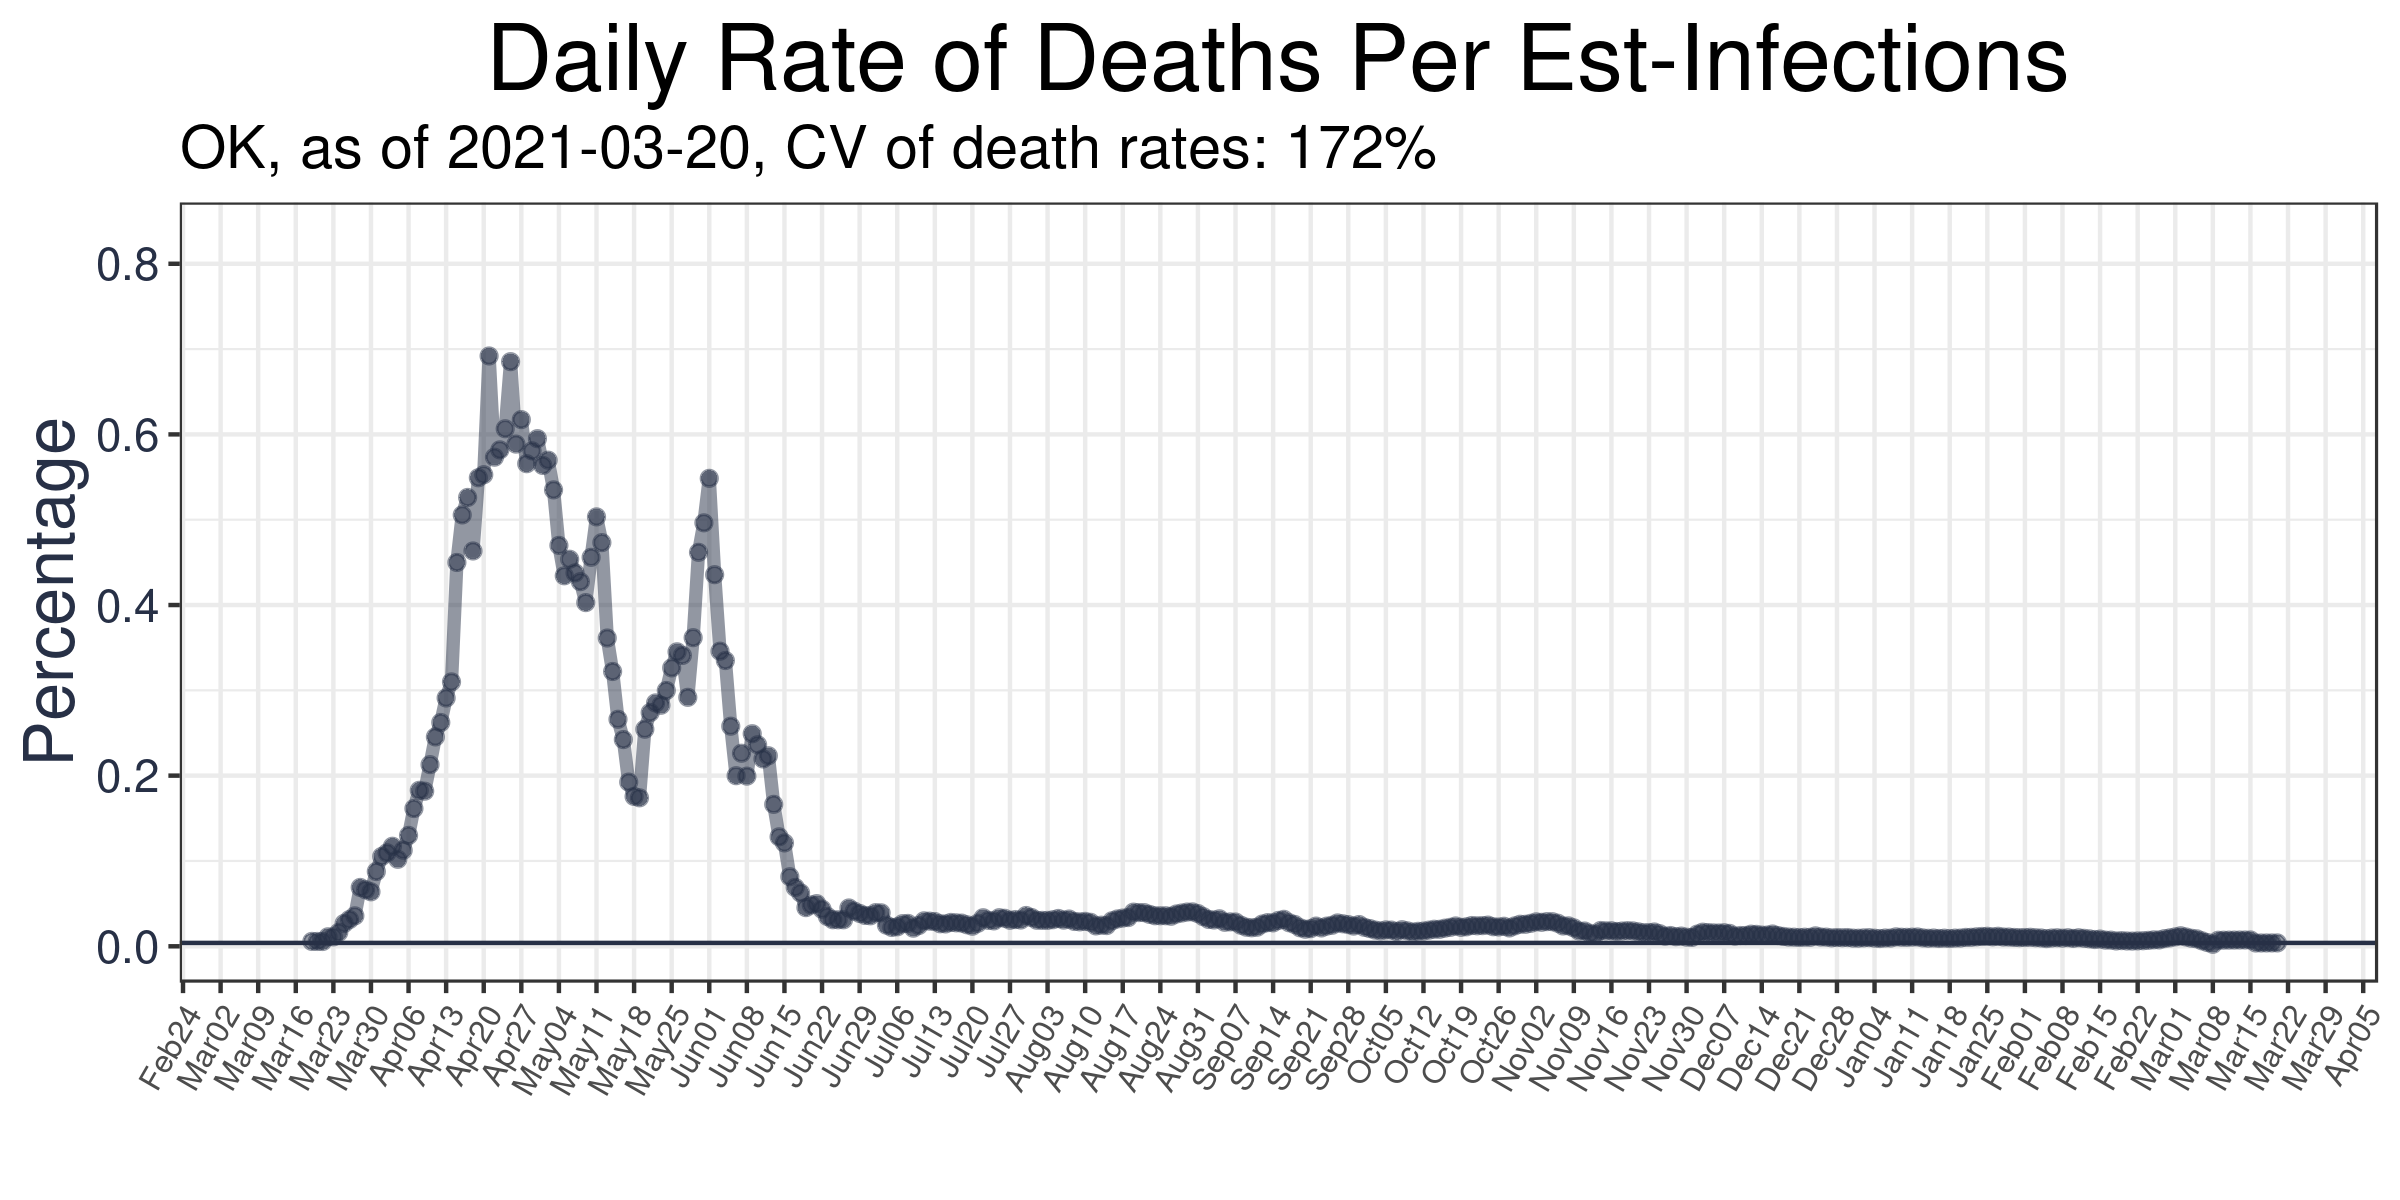 Daily Rate of Deaths Per Est-Infections
OK, as of 2021-03-20, CV of death rates: 172%
Percentage
0.8
0.6
0.4
0.2
0.0
Feb24
Mar02
Mar09
Mar16
Mar23
Mar30
Apr06
Apr13
Apr20
Apr27
May04
May11
May18
May25
Jun01
Jun08
Jun15
Jun22
Jun29
Jul06
Jul13
Jul20
Jul27
Aug03
Aug10
Aug17
Aug24
Aug31
Sep07
Sep14
Sep21
Sep28
Oct05
Oct12
Oct19
Oct26
Nov02
Nov09
Nov16
Nov23
Nov30
Dec07
Dec14
Dec21
Dec28
Jan04
Jan11
Jan18
Jan25
Feb01
Feb08
Feb15
Feb22
Mar01
Mar08
Mar15
Mar22
Mar29
Apr05